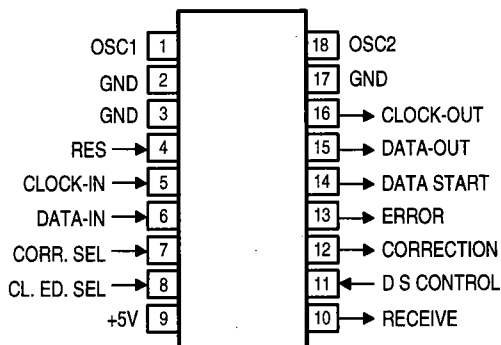 OSC1 1 18 OSC2
GND 2 17 GND
GND 3 16 CLOCK-OUT
RES 4 15 DATA-OUT
CLOCK-IN 5 14 DATA START
DATA-IN 6 13 ERROR
CORR. SEL 7 12 CORRECTION
CL. ED. SEL 8 11 D S CONTROL
+5V 9 10 RECEIVE